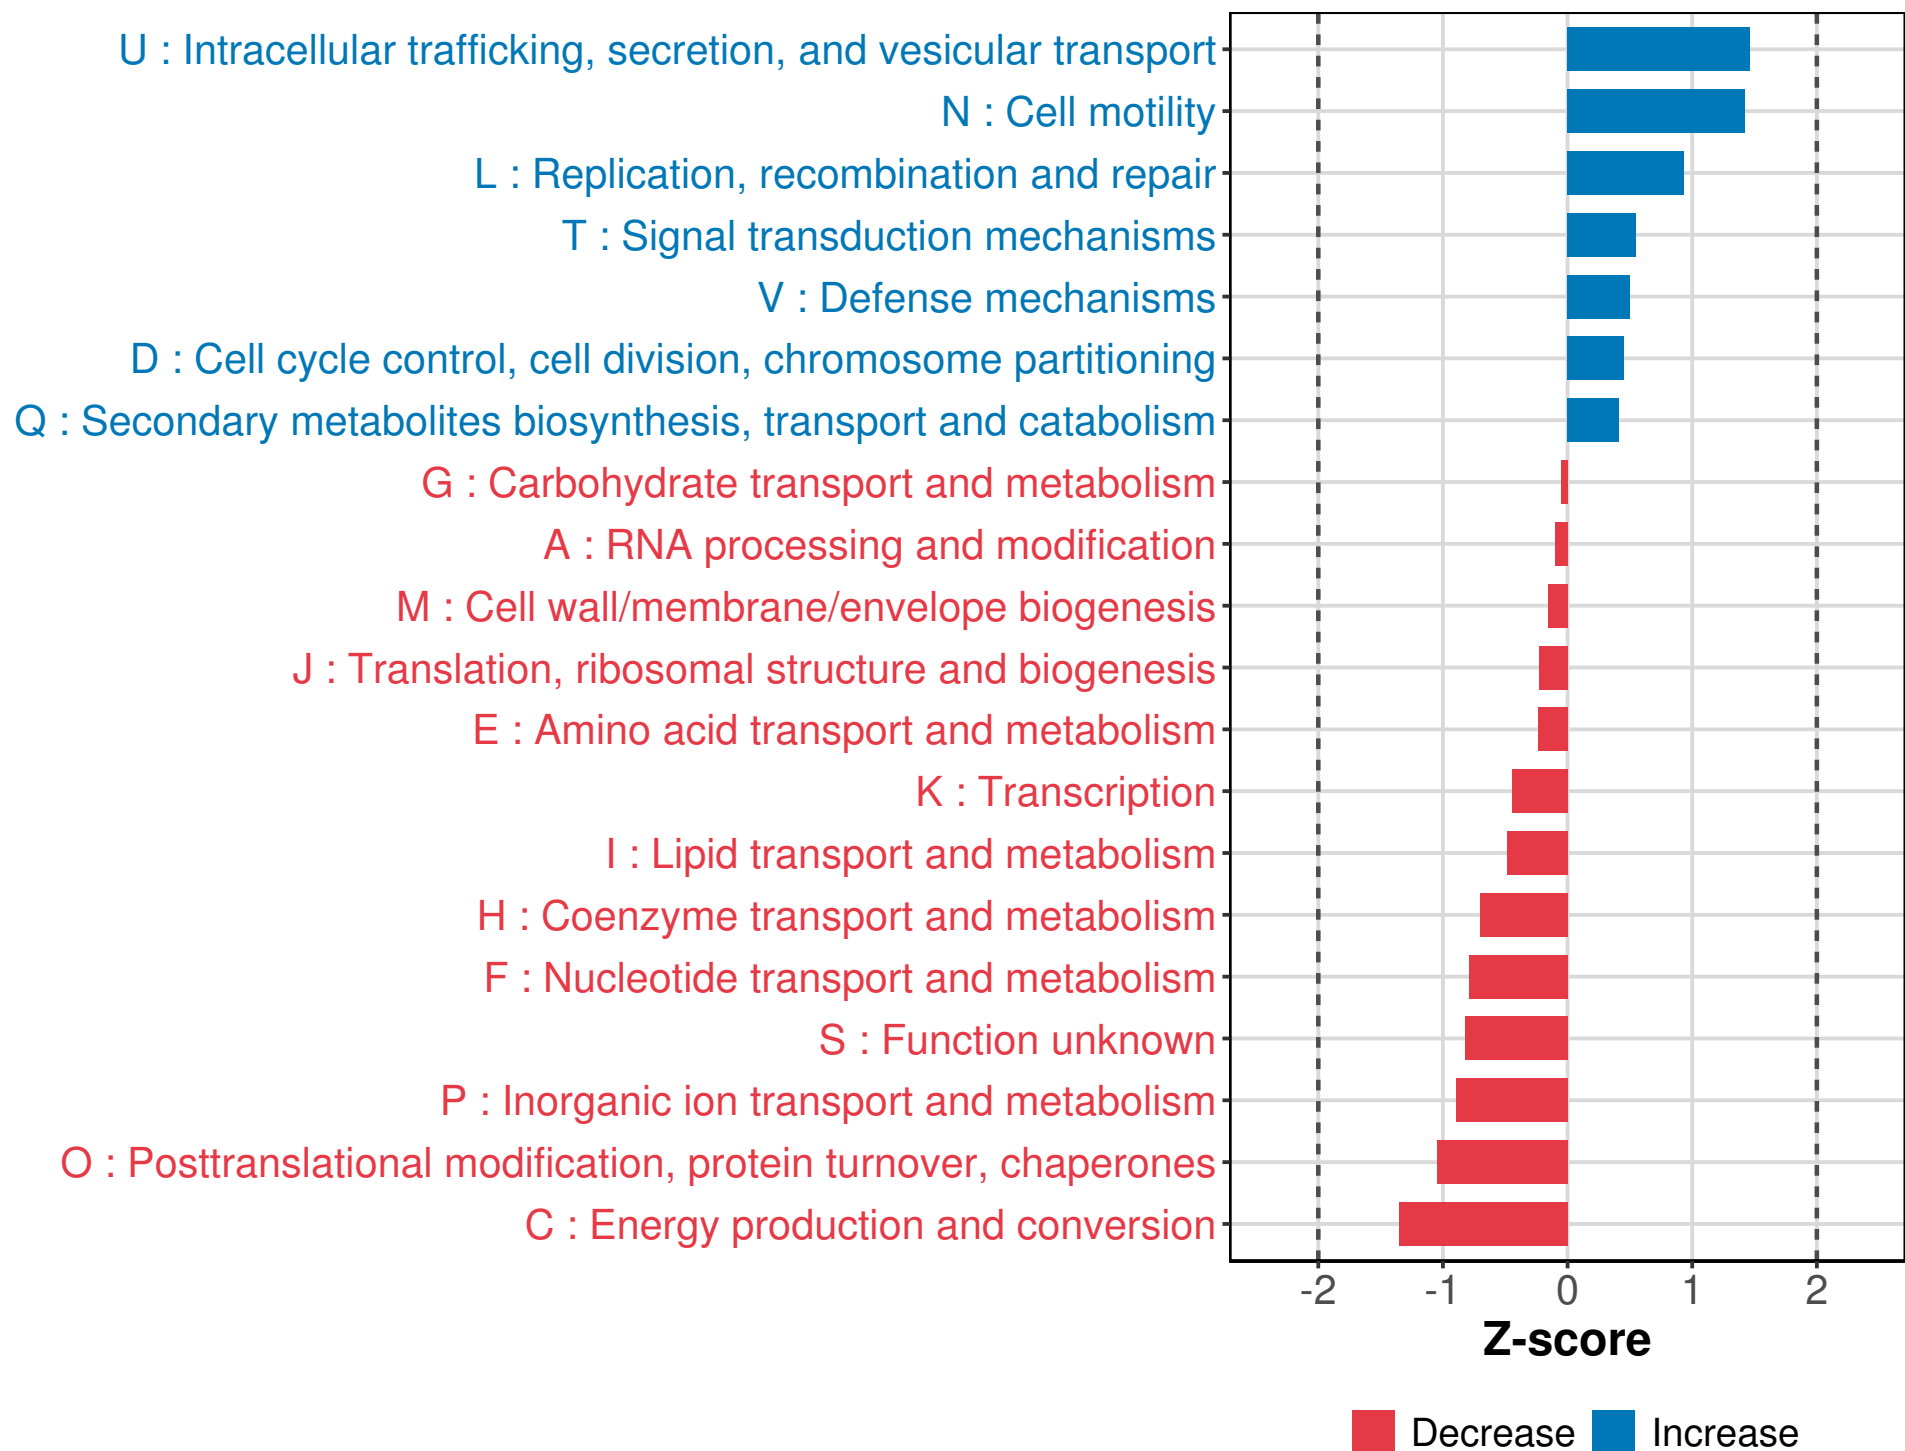 U : Intracellular trafficking, secretion, and vesicular transport
N : Cell motility
L : Replication, recombination and repair
T : Signal transduction mechanisms
V : Defense mechanisms
D : Cell cycle control, cell division, chromosome partitioning
Q : Secondary metabolites biosynthesis, transport and catabolism
G : Carbohydrate transport and metabolism
A : RNA processing and modification
M : Cell wall/membrane/envelope biogenesis
J : Translation, ribosomal structure and biogenesis
E : Amino acid transport and metabolism
K : Transcription
I : Lipid transport and metabolism
H : Coenzyme transport and metabolism
F : Nucleotide transport and metabolism
S : Function unknown
P : Inorganic ion transport and metabolism
O : Posttranslational modification, protein turnover, chaperones
C : Energy production and conversion
-2 -1 0 1 2
Z-score
Decrease Increase